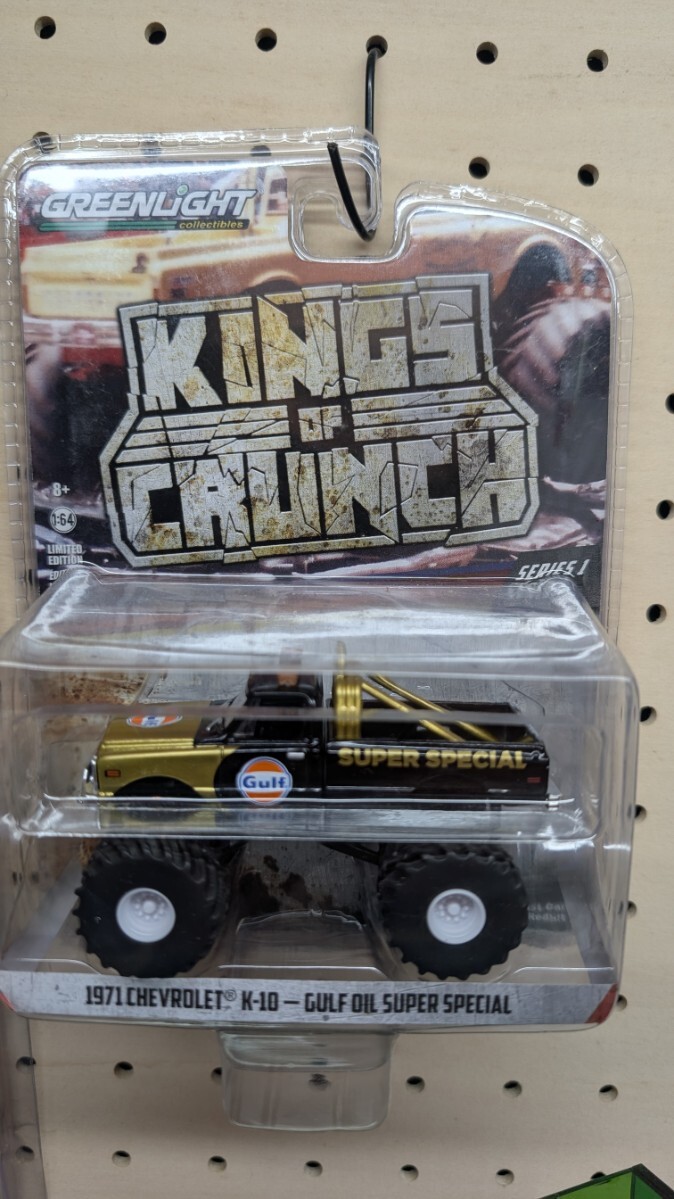 GREENLIGHT
collectibles
KINGS
OF
CRUNCH
8+
1:64
LIMITED
EDITION
SERIES 1
Gulf
SUPER SPECIAL
1971 CHEVROLET® K-10 — GULF OIL SUPER SPECIAL